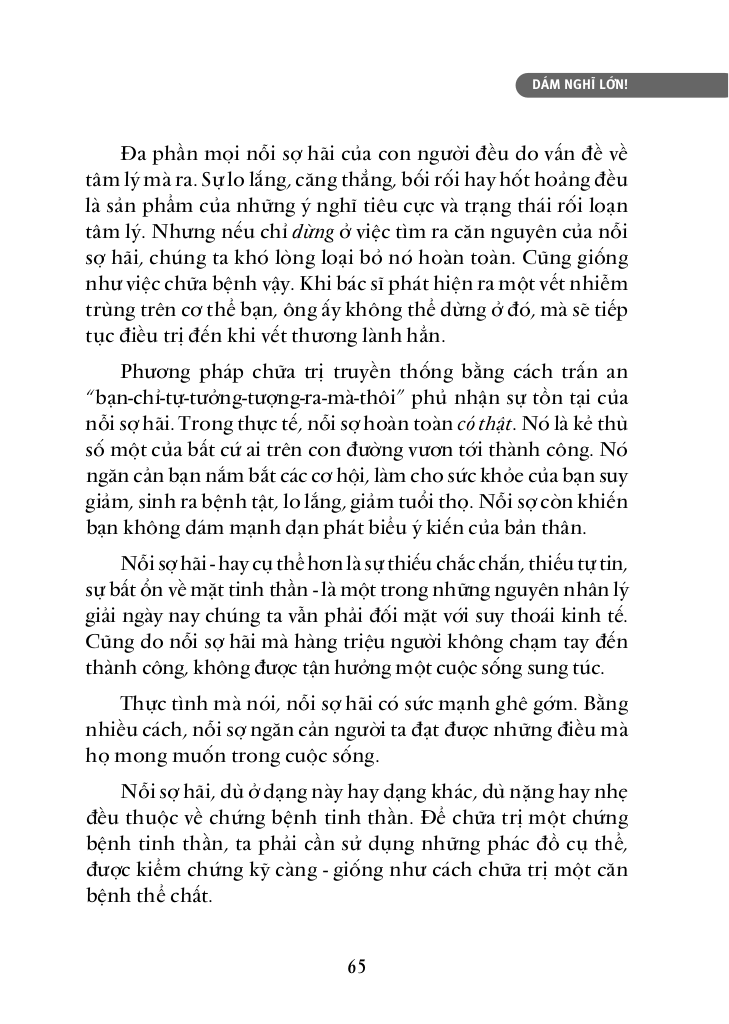 DÁM NGHĨ LỚN!
Đa phần mọi nỗi sợ hãi của con người đều do vấn đề về
tâm lý mà ra. Sự lo lắng, căng thẳng, bối rối hay hốt hoảng đều
là sản phẩm của những ý nghĩ tiêu cực và trạng thái rối loạn
tâm lý. Nhưng nếu chỉ dừng ở việc tìm ra căn nguyên của nỗi
sợ hãi, chúng ta khó lòng loại bỏ nó hoàn toàn. Cũng giống
như việc chữa bệnh vậy. Khi bác sĩ phát hiện ra một vết nhiễm
trùng trên cơ thể bạn, ông ấy không thể dừng ở đó, mà sẽ tiếp
tục điều trị đến khi vết thương lành hẳn.
Phương pháp chữa trị truyền thống bằng cách trấn an
“bạn-chỉ-tự-tưởng-tượng-ra-mà-thôi” phủ nhận sự tồn tại của
nỗi sợ hãi. Trong thực tế, nỗi sợ hoàn toàn có thật. Nó là kẻ thù
số một của bất cứ ai trên con đường vươn tới thành công. Nó
ngăn cản bạn nắm bắt các cơ hội, làm cho sức khỏe của bạn suy
giảm, sinh ra bệnh tật, lo lắng, giảm tuổi thọ. Nỗi sợ còn khiến
bạn không dám mạnh dạn phát biểu ý kiến của bản thân.
Nỗi sợ hãi - hay cụ thể hơn là sự thiếu chắc chắn, thiếu tự tin,
sự bất ổn về mặt tinh thần - là một trong những nguyên nhân lý
giải ngày nay chúng ta vẫn phải đối mặt với suy thoái kinh tế.
Cũng do nỗi sợ hãi mà hàng triệu người không chạm tay đến
thành công, không được tận hưởng một cuộc sống sung túc.
Thực tình mà nói, nỗi sợ hãi có sức mạnh ghê gớm. Bằng
nhiều cách, nỗi sợ ngăn cản người ta đạt được những điều mà
họ mong muốn trong cuộc sống.
Nỗi sợ hãi, dù ở dạng này hay dạng khác, dù nặng hay nhẹ
đều thuộc về chứng bệnh tinh thần. Để chữa trị một chứng
bệnh tinh thần, ta phải cần sử dụng những phác đồ cụ thể,
được kiểm chứng kỹ càng - giống như cách chữa trị một căn
bệnh thể chất.
65